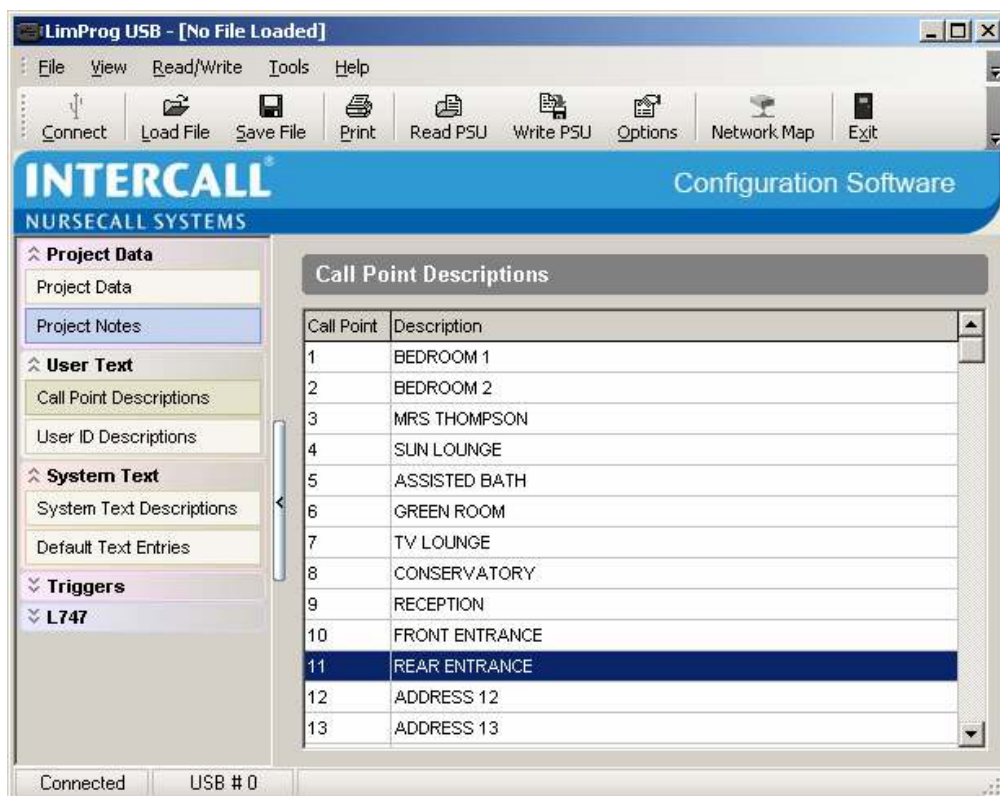 LimProg USB - [No File Loaded]
File View Read/Write Tools Help
Connect Load File Save File Print Read PSU Write PSU Options Network Map Exit
INTERCALL®
Configuration Software
NURSECALL SYSTEMS
Project Data
Project Data
Project Notes
User Text
Call Point Descriptions
User ID Descriptions
System Text
System Text Descriptions
Default Text Entries
Triggers
L747
Call Point Descriptions
Call Point Description
1 BEDROOM 1
2 BEDROOM 2
3 MRS THOMPSON
4 SUN LOUNGE
5 ASSISTED BATH
6 GREEN ROOM
7 TV LOUNGE
8 CONSERVATORY
9 RECEPTION
10 FRONT ENTRANCE
11 REAR ENTRANCE
12 ADDRESS 12
13 ADDRESS 13
Connected USB # 0